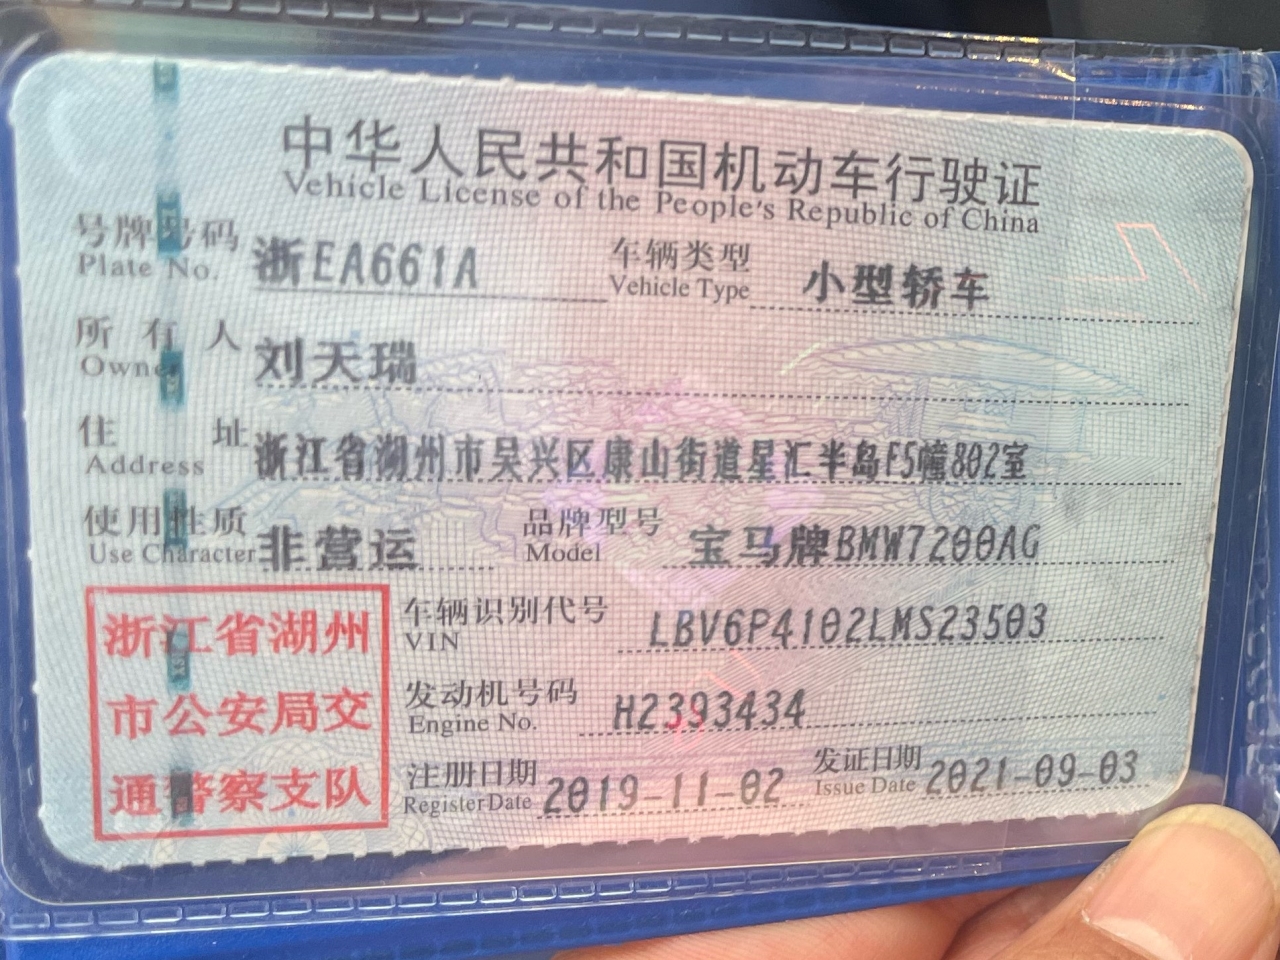 中华人民共和国机动车行驶证
Vehicle License of the People's Republic of China
号牌号码 浙EA661A 车辆类型 小型轿车
Plate No. Vehicle Type
所有人 刘天瑞
Owner
住址 浙江省湖州市吴兴区康山街道星汇半岛F5幢802室
Address
使用性质 非营运 品牌型号 宝马牌BMW7200AG
Use Character Model
浙江省湖州
市公安局交
通警察支队
车辆识别代号 LBV6P4102LMS23503
VIN
发动机号码 H2393434
Engine No.
注册日期 2019-11-02 发证日期 2021-09-03
Register Date Issue Date